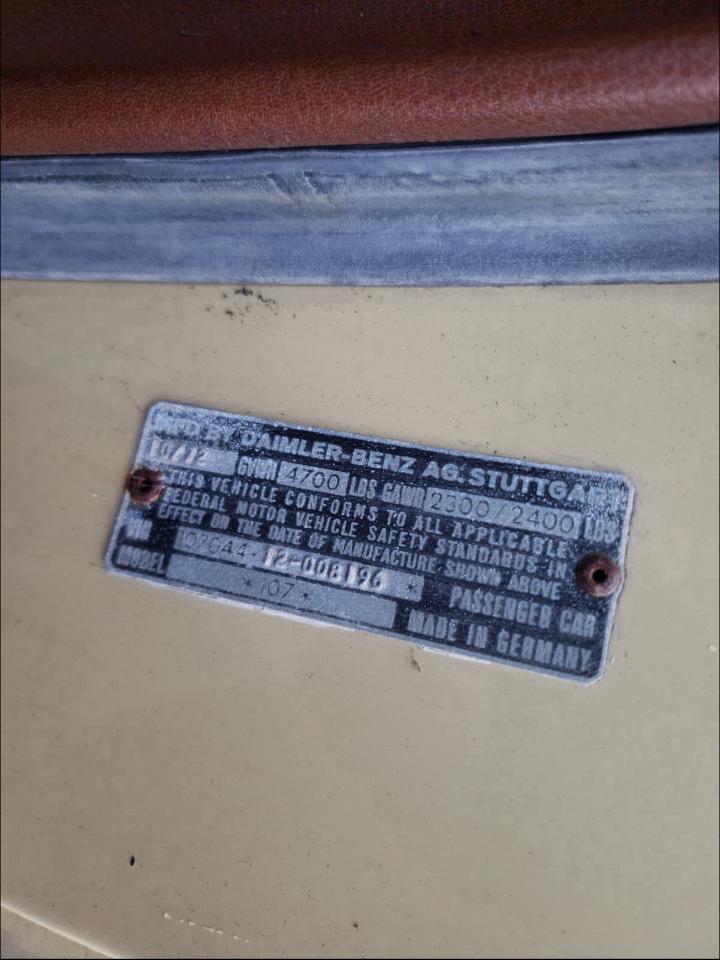 MFD BY DAIMLER-BENZ AG. STUTTGART
10/72 GVWR 4700 LBS GAWR 2300/2400 LBS
THIS VEHICLE CONFORMS TO ALL APPLICABLE
FEDERAL MOTOR VEHICLE SAFETY STANDARDS IN
EFFECT ON THE DATE OF MANUFACTURE SHOWN ABOVE
VIN 107044-12-008196 * PASSENGER CAR
MODEL *107* MADE IN GERMANY